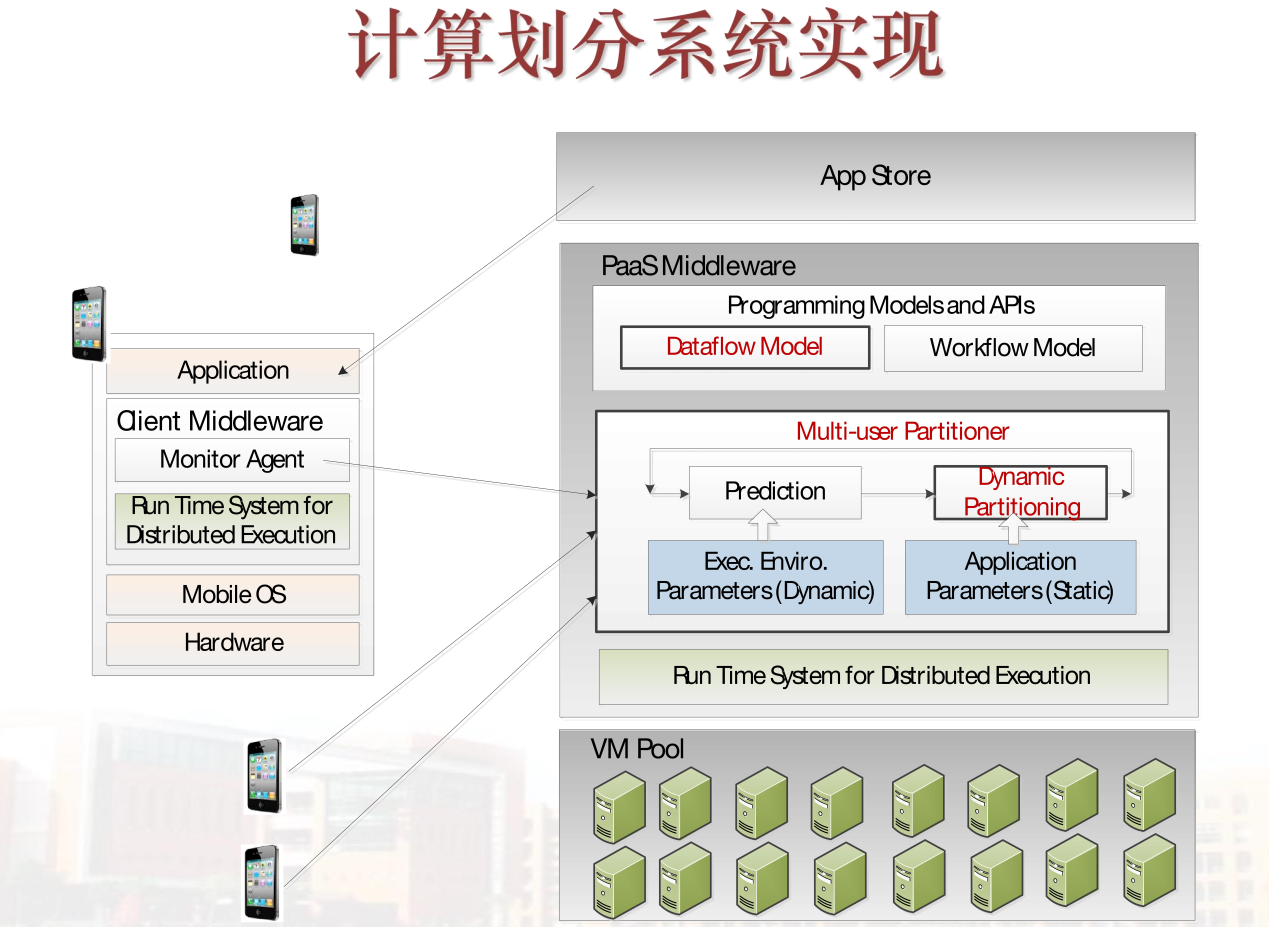 计算划分系统实现
App Store
PaaS Middleware
Programming Models and APIs
Dataflow Model
Workflow Model
Application
Client Middleware
Monitor Agent
Run Time System for
Distributed Execution
Mobile OS
Hardware
Multi-user Partitioner
Prediction
Dynamic
Partitioning
Exec. Enviro.
Parameters (Dynamic)
Application
Parameters (Static)
Run Time System for Distributed Execution
VM Pool